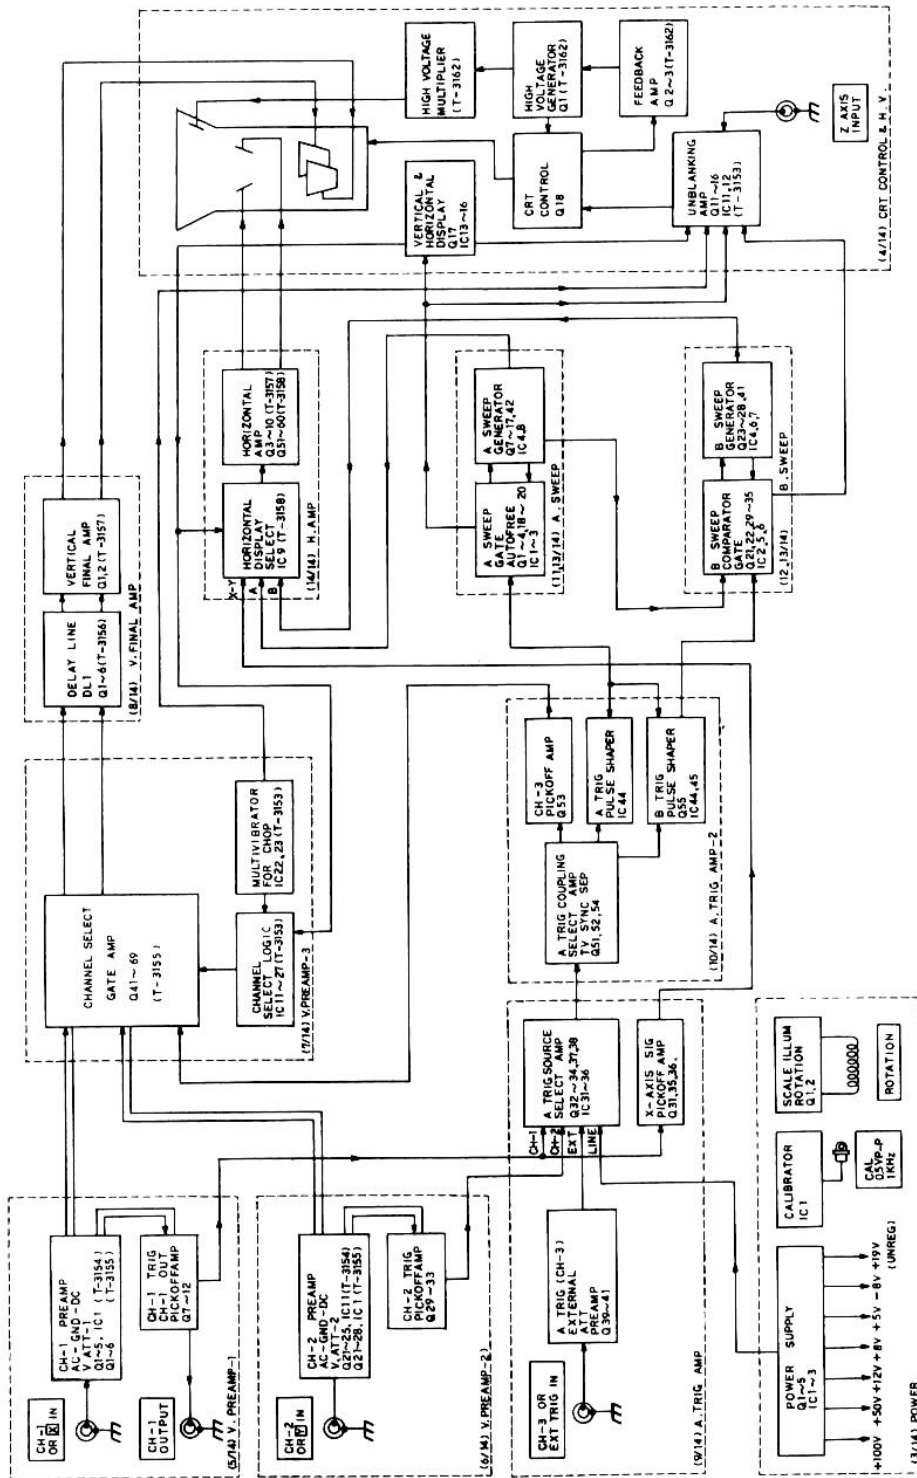 CH-1
OR X IN
CH-1 PREAMP
AC-GND-DC
V.ATT-1
Q1~5, IC1 (T-3154)
Q1~6 (T-3155)
CH-1 TRIG
CH-1 OUT
PICKOFFAMP
Q7~12
CH-1
OUTPUT
(5/14) V. PREAMP-1
CH-2
OR Y IN
CH-2 PREAMP
AC-GND-DC
V.ATT-2
Q21~25, IC11(T-3154)
Q21~28, IC1 (T-3155)
CH-2 TRIG
PICKOFFAMP
Q29~33
(6/14) V.PREAMP-2)
CH-3 OR
EXT TRIG IN
A TRIG (CH-3)
EXTERNAL
ATT
PREAMP
Q39~41
CH-1
CH-2
EXT
LINE
A TRIG SOURCE
SELECT AMP
Q32~34,37,38
IC31~36
X-AXIS SIG
PICKOFF AMP
Q31,35,36.
(9/14) A.TRIG AMP
POWER SUPPLY
Q1~5
IC1~3
+100V +50V +12V +8V +5V -8V +19V
(UNREG)
CALIBRATOR
IC1
CAL
0.5VP-P
1KHz
SCALE ILLUM
ROTATION
Q1,2
ROTATION
(3/14) POWER
CHANNEL SELECT
GATE AMP
Q41~69
(T-3155)
CHANNEL
SELECT LOGIC
IC11~27(T-3153)
MULTIVIBRATOR
FOR CHOP
IC22,23 (T-3153)
(7/14) V.PREAMP-3
A TRIG COUPLING
SELECT AMP
TV SYNC SEP
Q51,52,54
CH-3
PICKOFF AMP
Q53
A TRIG
PULSE SHAPER
IC44
B TRIG
PULSE SHAPER
Q55
IC44,45
(10/14) A.TRIG AMP-2
DELAY LINE
DL1
Q1~6(T-3156)
VERTICAL
FINAL AMP
Q1,2 (T-3157)
(8/14) V.FINAL AMP
X-Y
A
B
HORIZONTAL
DISPLAY
SELECT
IC9 (T-3158)
HORIZONTAL
AMP
Q3~10 (T-3157)
Q51~60(T-3158)
(14/14) H.AMP
A SWEEP
GATE
AUTOFREE
Q1~4,18~20
IC1~3
A SWEEP
GENERATOR
Q7~17,42
IC4,8
(11,13/14) A.SWEEP
B SWEEP
COMPARATOR
GATE
Q21,22,29~35
IC2,5,6
B SWEEP
GENERATOR
Q23~28,41
IC4,6,7
(12,13/14) B.SWEEP
VERTICAL &
HORIZONTAL
DISPLAY
Q17
IC13~16
CRT
CONTROL
Q18
HIGH VOLTAGE
MULTIPLIER
(T-3162)
HIGH
VOLTAGE
GENERATOR
Q1 (T-3162)
FEEDBACK
AMP
Q2~3(T-3162)
UNBLANKING
AMP
Q11~16
IC11,12
(T-3153)
Z AXIS
INPUT
(4/14) CRT CONTROL & H.V.